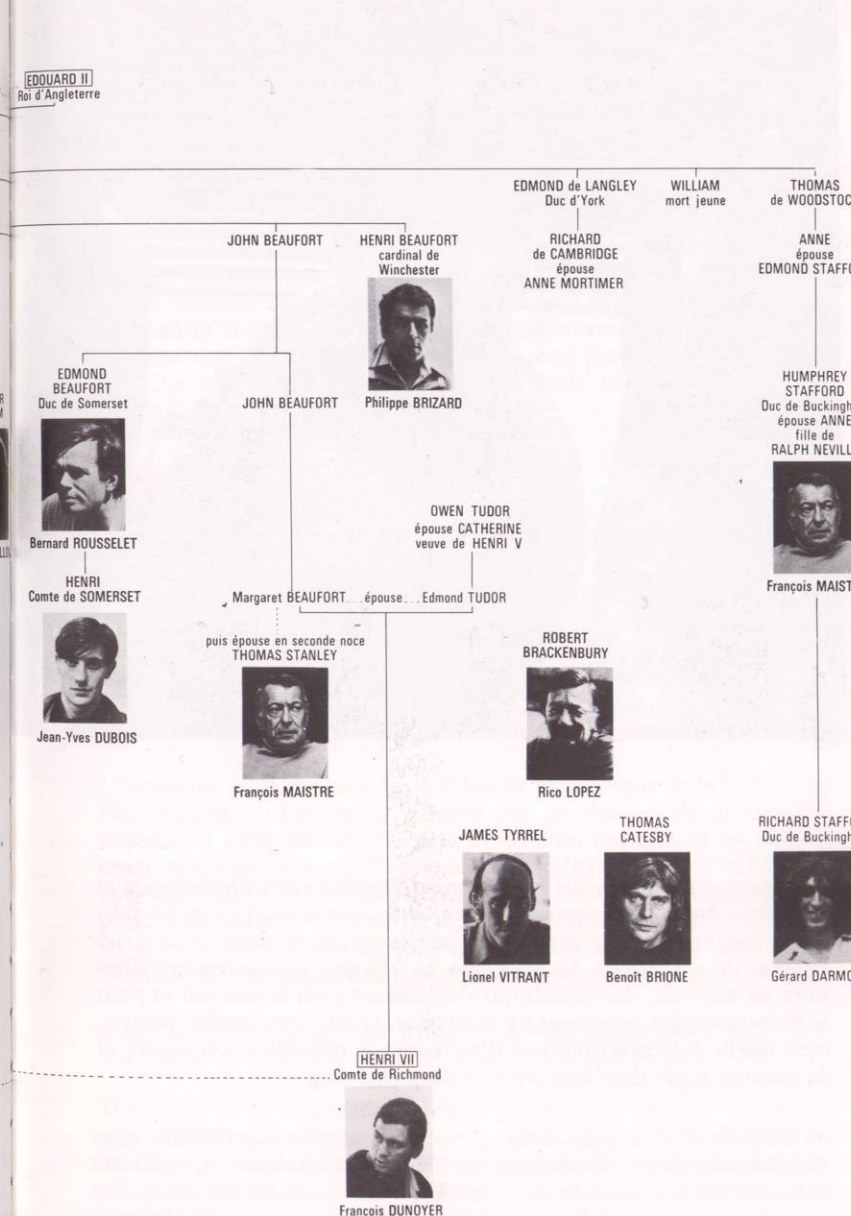 EDOUARD II
Roi d'Angleterre
EDMOND de LANGLEY
Duc d'York
WILLIAM
mort jeune
THOMAS
de WOODSTOC
JOHN BEAUFORT
HENRI BEAUFORT
cardinal de
Winchester
RICHARD
de CAMBRIDGE
épouse
ANNE MORTIMER
ANNE
épouse
EDMOND STAFFO
EDMOND
BEAUFORT
Duc de Somerset
JOHN BEAUFORT
Philippe BRIZARD
HUMPHREY
STAFFORD
Duc de Buckingh
épouse ANNE
fille de
RALPH NEVILL
Bernard ROUSSELET
OWEN TUDOR
épouse CATHERINE
veuve de HENRI V
François MAIST
HENRI
Comte de SOMERSET
Margaret BEAUFORT....épouse...Edmond TUDOR
puis épouse en seconde noce
THOMAS STANLEY
ROBERT
BRACKENBURY
Jean-Yves DUBOIS
François MAISTRE
Rico LOPEZ
JAMES TYRREL
THOMAS
CATESBY
RICHARD STAFF
Duc de Buckingh
Lionel VITRANT
Benoît BRIONE
Gérard DARMO
HENRI VII
Comte de Richmond
François DUNOYER